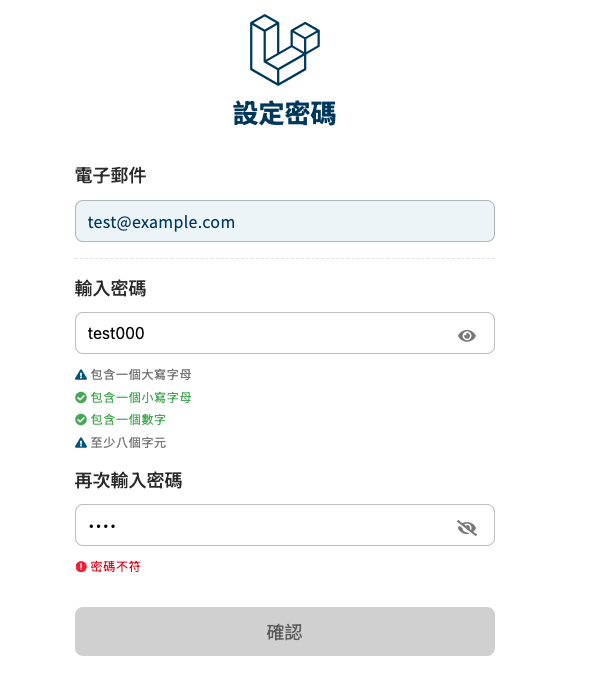 設定密碼
電子郵件
test@example.com
輸入密碼
test000
包含一個大寫字母
包含一個小寫字母
包含一個數字
至少八個字元
再次輸入密碼
••••
密碼不符
確認